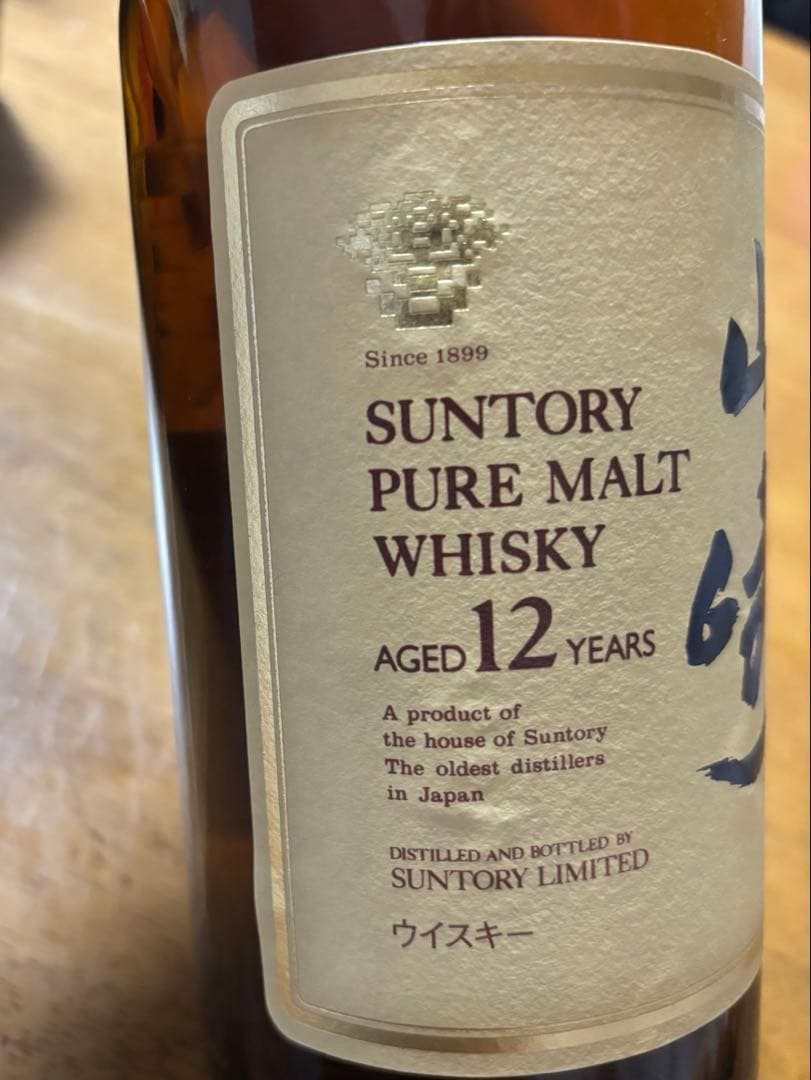 Since 1899
SUNTORY
PURE MALT
WHISKY
AGED 12 YEARS
A product of
the house of Suntory
The oldest distillers
in Japan
DISTILLED AND BOTTLED BY
SUNTORY LIMITED
ウイスキー